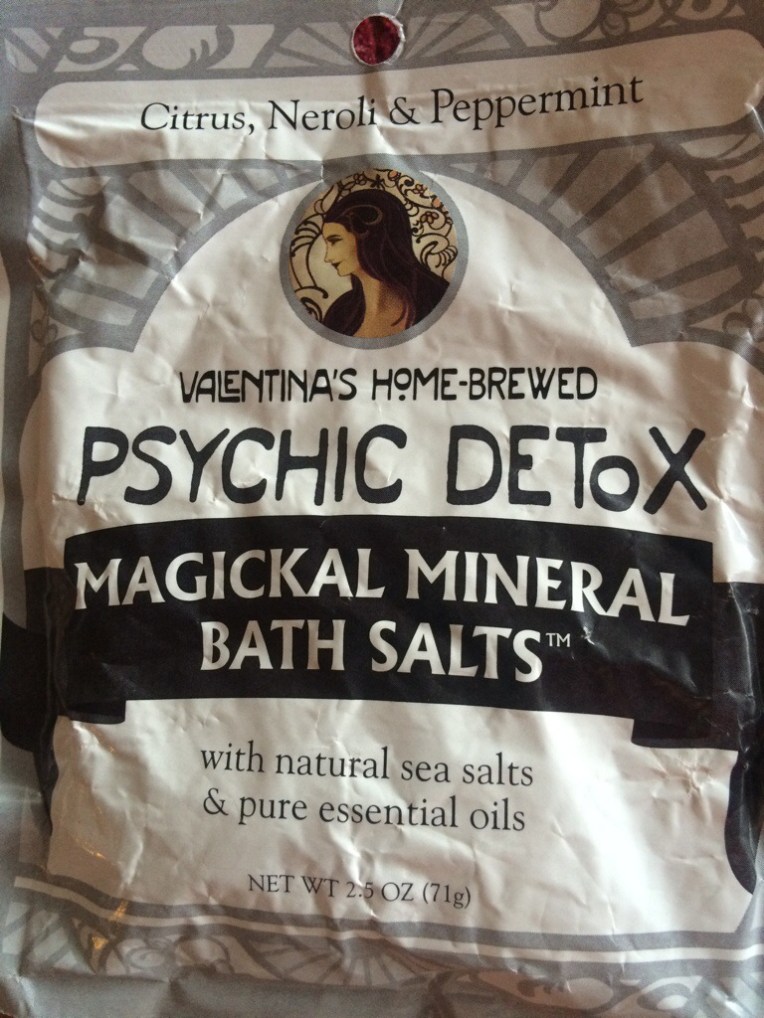 Citrus, Neroli & Peppermint
VALENTINA'S HOME-BREWED
PSYCHIC DETOX
MAGICKAL MINERAL
BATH SALTS™
with natural sea salts
& pure essential oils
NET WT 2.5 OZ (71g)